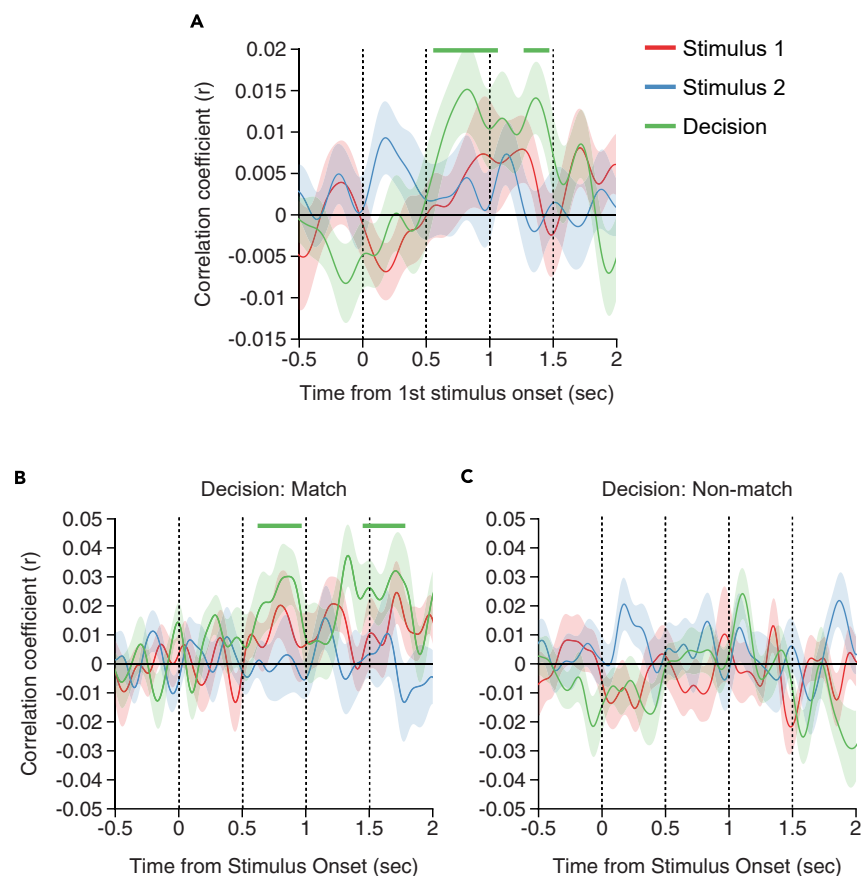 A
Stimulus 1
Stimulus 2
Decision
Correlation coefficient (r)
0.02
0.015
0.01
0.005
0
-0.005
-0.01
-0.015
-0.5 0 0.5 1 1.5 2
Time from 1st stimulus onset (sec)
B
Decision: Match
Correlation coefficient (r)
0.05
0.04
0.03
0.02
0.01
0
-0.01
-0.02
-0.03
-0.04
-0.05
-0.5 0 0.5 1 1.5 2
Time from Stimulus Onset (sec)
C
Decision: Non-match
0.05
0.04
0.03
0.02
0.01
0
-0.01
-0.02
-0.03
-0.04
-0.05
-0.5 0 0.5 1 1.5 2
Time from Stimulus Onset (sec)